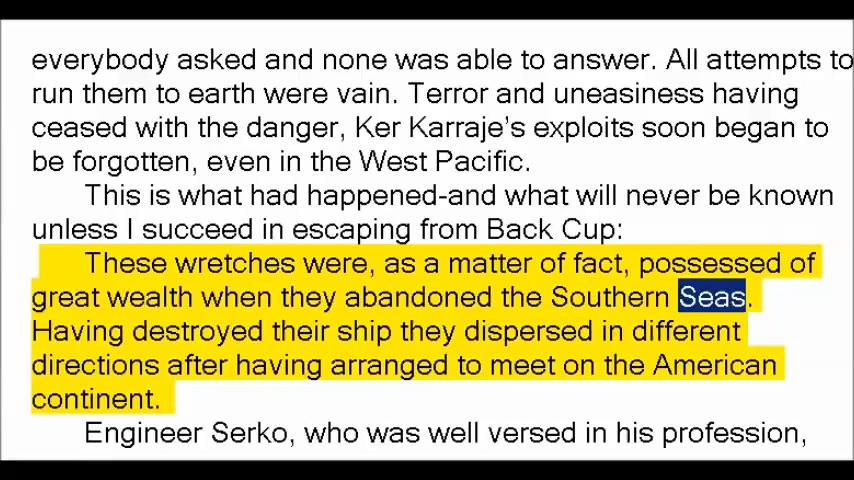 everybody asked and none was able to answer. All attempts to
run them to earth were vain. Terror and uneasiness having
ceased with the danger, Ker Karraje's exploits soon began to
be forgotten, even in the West Pacific.
This is what had happened-and what will never be known
unless I succeed in escaping from Back Cup:
These wretches were, as a matter of fact, possessed of
great wealth when they abandoned the Southern Seas.
Having destroyed their ship they dispersed in different
directions after having arranged to meet on the American
continent.
Engineer Serko, who was well versed in his profession,